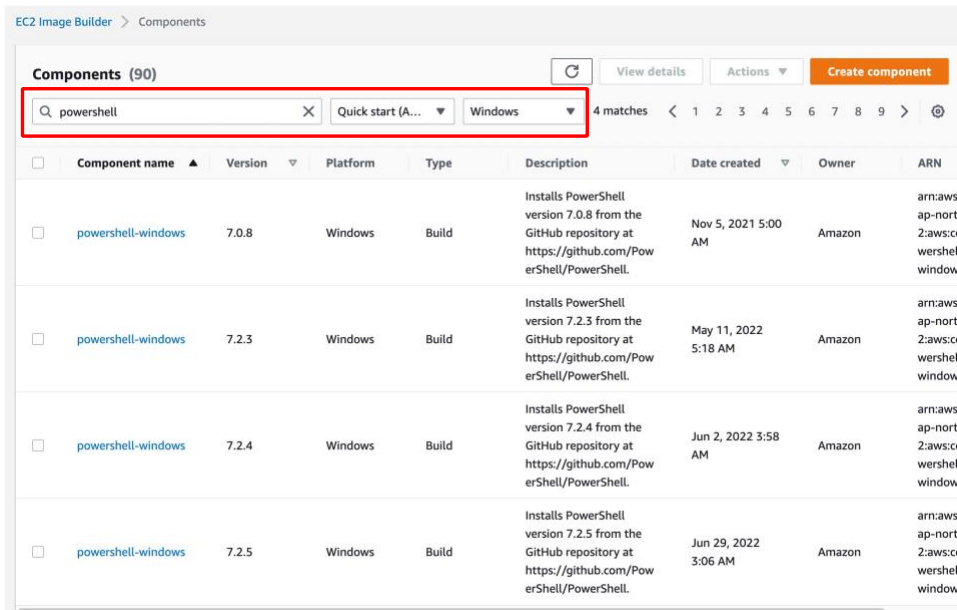 EC2 Image Builder > Components
Components (90)
View details
Actions
Create component
powershell
Quick start (A...
Windows
4 matches
1 2 3 4 5 6 7 8 9
Component name Version Platform Type Description Date created Owner ARN
powershell-windows
7.0.8
Windows
Build
Installs PowerShell
version 7.0.8 from the
GitHub repository at
https://github.com/Pow
erShell/PowerShell.
Nov 5, 2021 5:00
AM
Amazon
arn:aws
ap-nort
2:aws:c
wershel
window
powershell-windows
7.2.3
Windows
Build
Installs PowerShell
version 7.2.3 from the
GitHub repository at
https://github.com/Pow
erShell/PowerShell.
May 11, 2022
5:18 AM
Amazon
arn:aws
ap-nort
2:aws:c
wershel
window
powershell-windows
7.2.4
Windows
Build
Installs PowerShell
version 7.2.4 from the
GitHub repository at
https://github.com/Pow
erShell/PowerShell.
Jun 2, 2022 3:58
AM
Amazon
arn:aws
ap-nort
2:aws:c
wershel
window
powershell-windows
7.2.5
Windows
Build
Installs PowerShell
version 7.2.5 from the
GitHub repository at
https://github.com/Pow
erShell/PowerShell.
Jun 29, 2022
3:06 AM
Amazon
arn:aws
ap-nort
2:aws:c
wershel
window